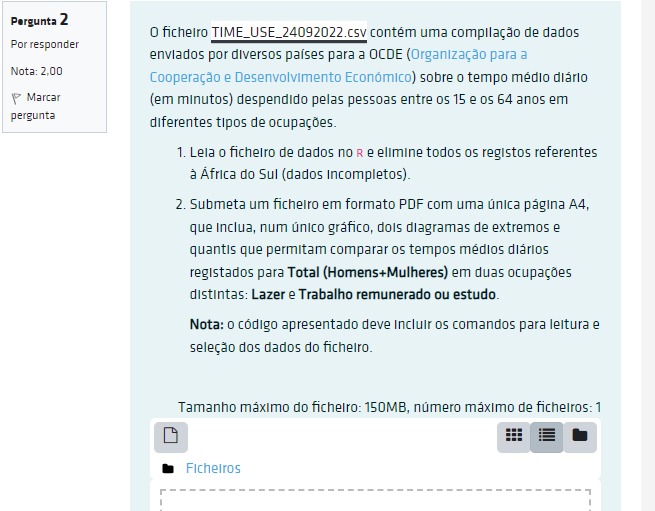 Pergunta 2
Por responder
Nota: 2,00
Marcar
pergunta
O ficheiro TIME_USE_24092022.csv contém uma compilação de dados
enviados por diversos países para a OCDE (Organização para a
Cooperação e Desenvolvimento Económico) sobre o tempo médio diário
(em minutos) despendido pelas pessoas entre os 15 e os 64 anos em
diferentes tipos de ocupações.
1. Leia o ficheiro de dados no R e elimine todos os registos referentes
à África do Sul (dados incompletos).
2. Submeta um ficheiro em formato PDF com uma única página A4,
que inclua, num único gráfico, dois diagramas de extremos e
quantis que permitam comparar os tempos médios diários
registados para Total (Homens+Mulheres) em duas ocupações
distintas: Lazer e Trabalho remunerado ou estudo.
Nota: o código apresentado deve incluir os comandos para leitura e
seleção dos dados do ficheiro.
Tamanho máximo do ficheiro: 150MB, número máximo de ficheiros: 1
Ficheiros